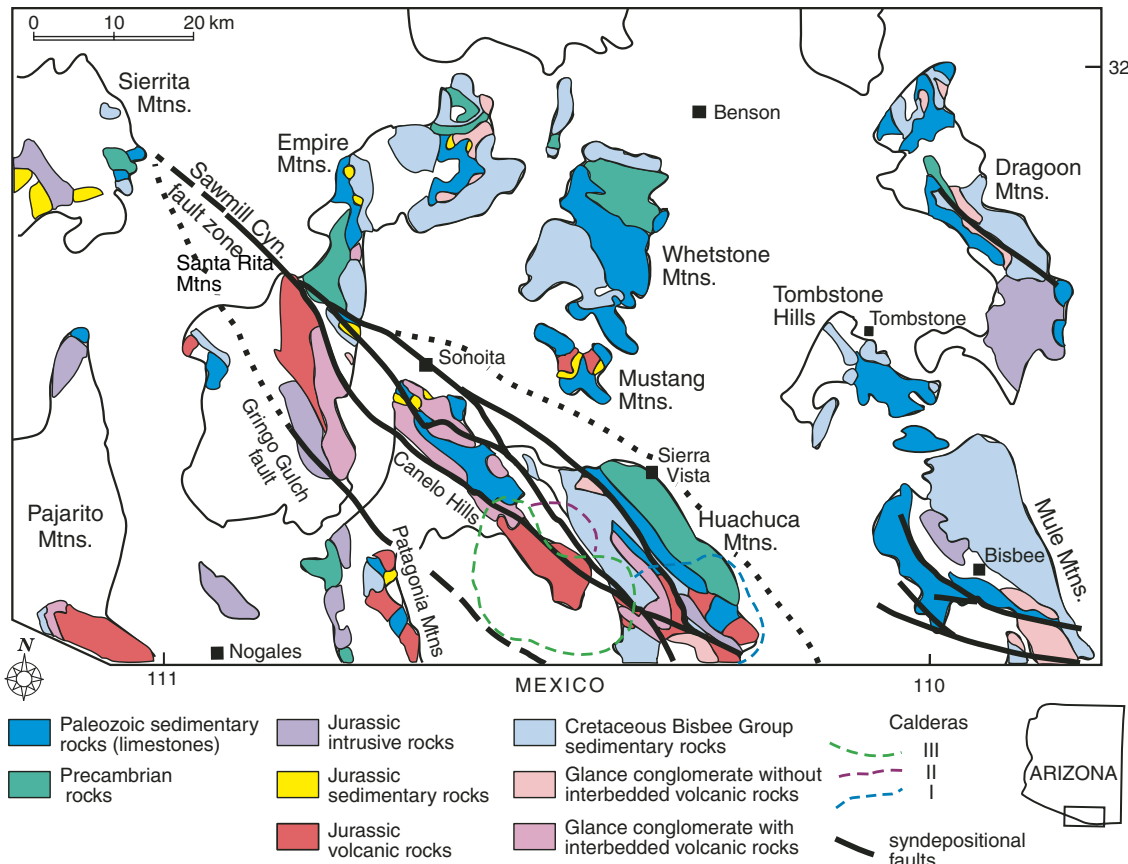 0 10 20 km
Sierrita
Mtns.
Benson
32
Empire
Mtns.
Dragoon
Mtns.
Sawmill Cyn.
fault zone
Santa Rita
Mtns
Whetstone
Mtns.
Tombstone
Hills
Tombstone
Sonoita
Mustang
Mtns.
Gringo Gulch
fault
Canelo Hills
Sierra
Vista
Huachuca
Mtns.
Pajarito
Mtns.
Patagonia Mtns
Bisbee
Mule Mtns.
N
Nogales
111
MEXICO
110
Paleozoic sedimentary
rocks (limestones)
Precambrian
rocks
Jurassic
intrusive rocks
Jurassic
sedimentary rocks
Jurassic
volcanic rocks
Cretaceous Bisbee Group
sedimentary rocks
Glance conglomerate without
interbedded volcanic rocks
Glance conglomerate with
interbedded volcanic rocks
Calderas
III
II
I
syndepositional
faults
ARIZONA